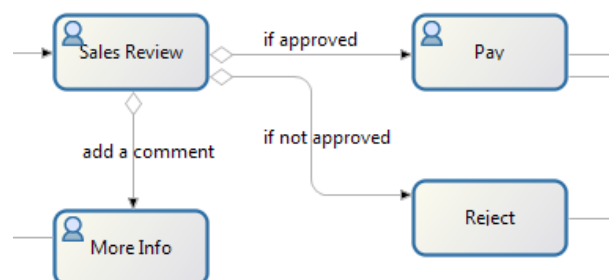 Sales Review
if approved
Pay
if not approved
add a comment
Reject
More Info